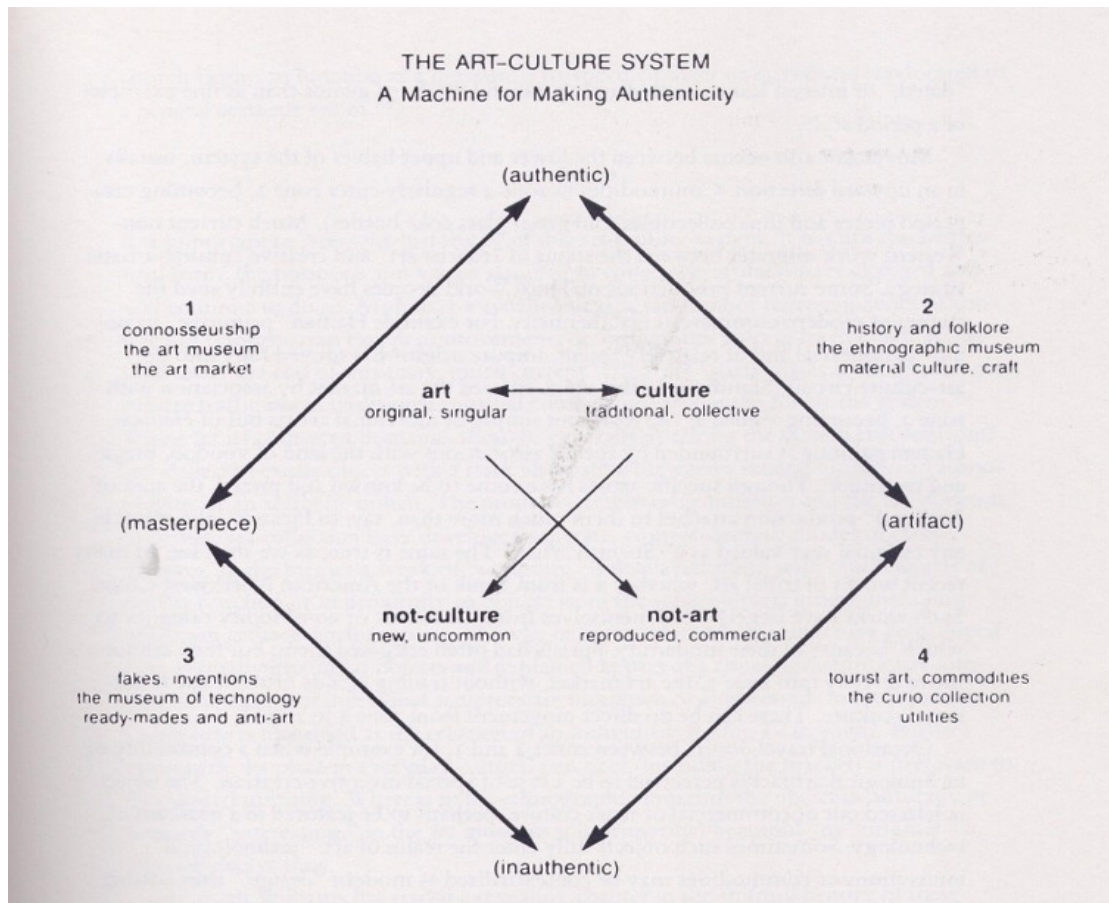 THE ART–CULTURE SYSTEM
A Machine for Making Authenticity
(authentic)
1
connoisseurship
the art museum
the art market
2
history and folklore
the ethnographic museum
material culture, craft
art
original, singular
culture
traditional, collective
(masterpiece)
(artifact)
not-culture
new, uncommon
not-art
reproduced, commercial
3
fakes, inventions
the museum of technology
ready-mades and anti-art
4
tourist art, commodities
the curio collection
utilities
(inauthentic)